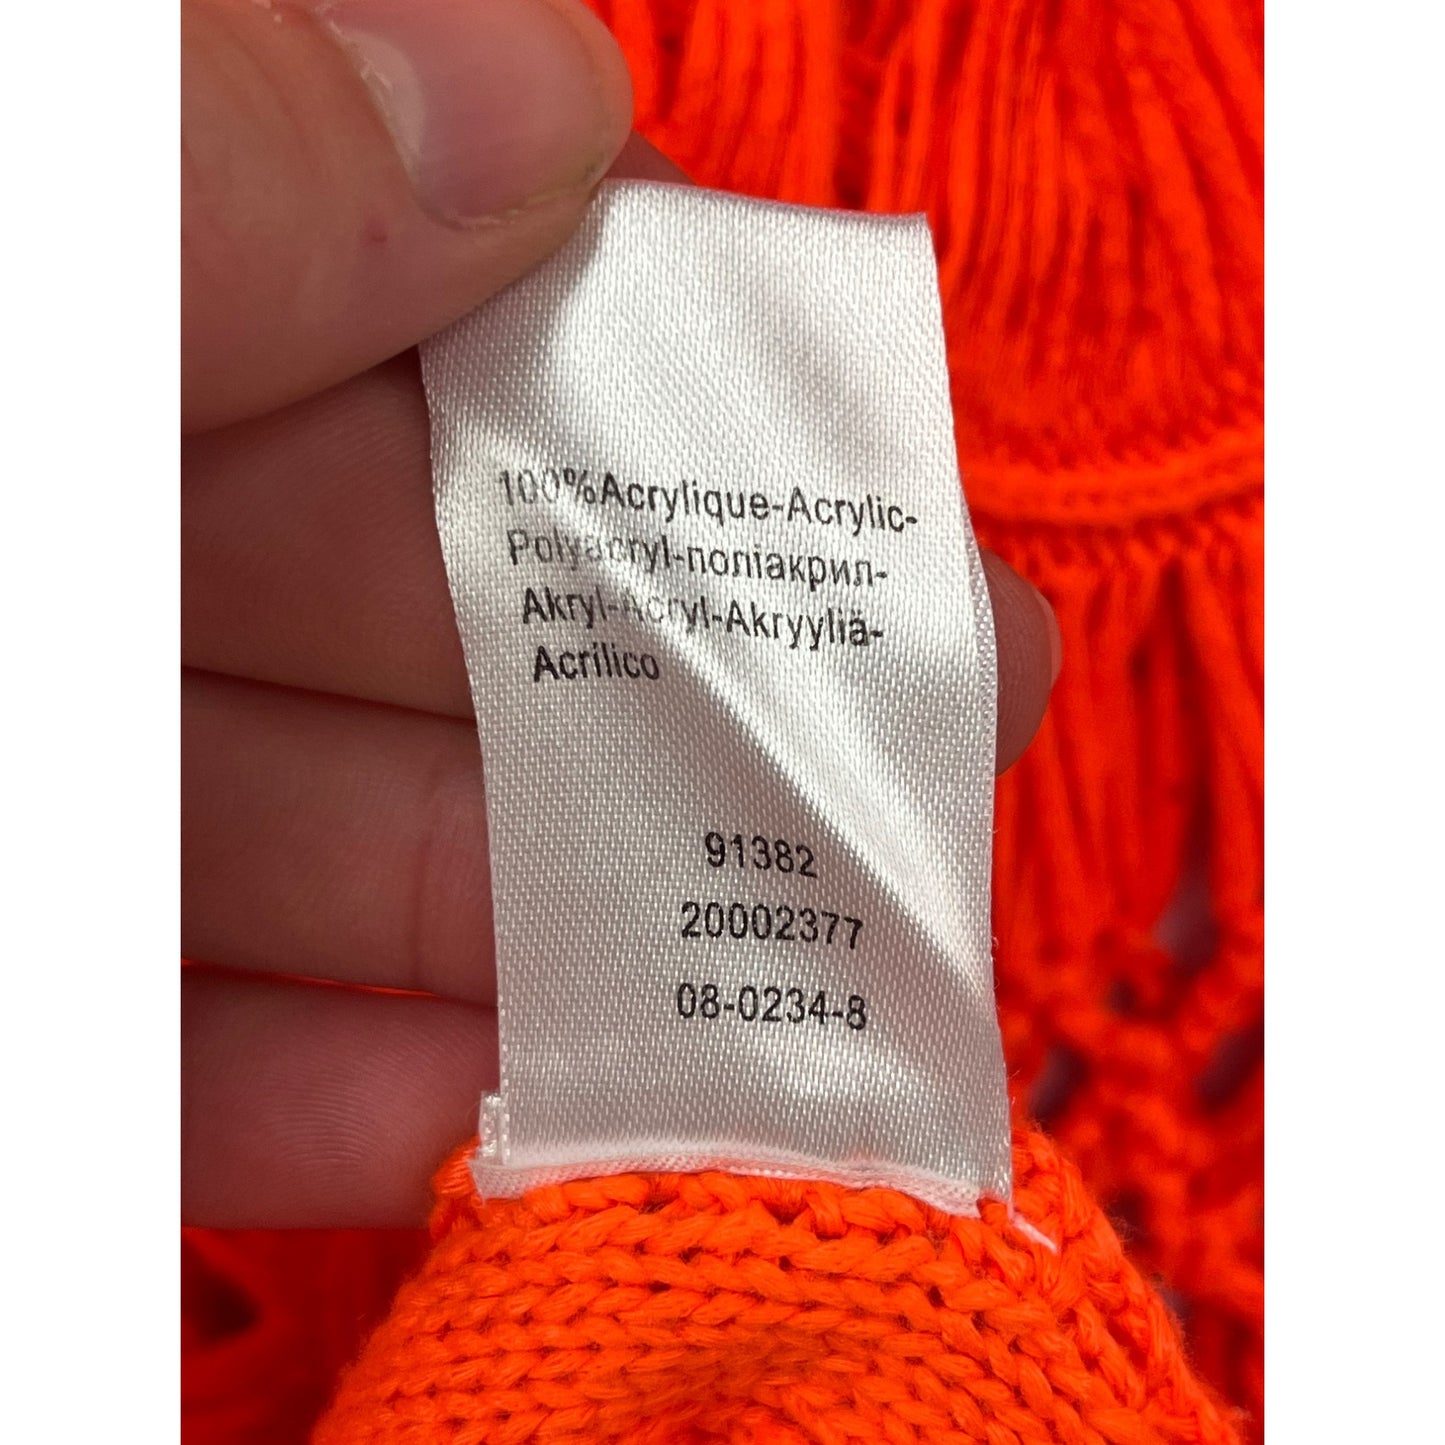 100%Acrylique-Acrylic-
Polyacryl-поліакрил-
Akryl-Acryl-Akryyliä-
Acrilico
91382
20002377
08-0234-8